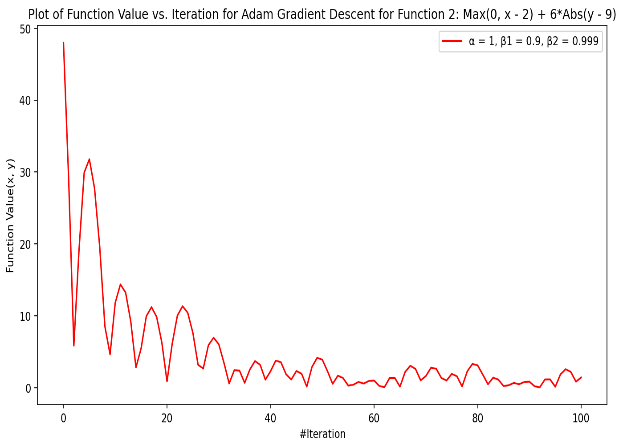 Plot of Function Value vs. Iteration for Adam Gradient Descent for Function 2: Max(0, x - 2) + 6*Abs(y - 9)
α = 1, β1 = 0.9, β2 = 0.999
50
40
30
20
10
0
Function Value(x, y)
0 20 40 60 80 100
#Iteration